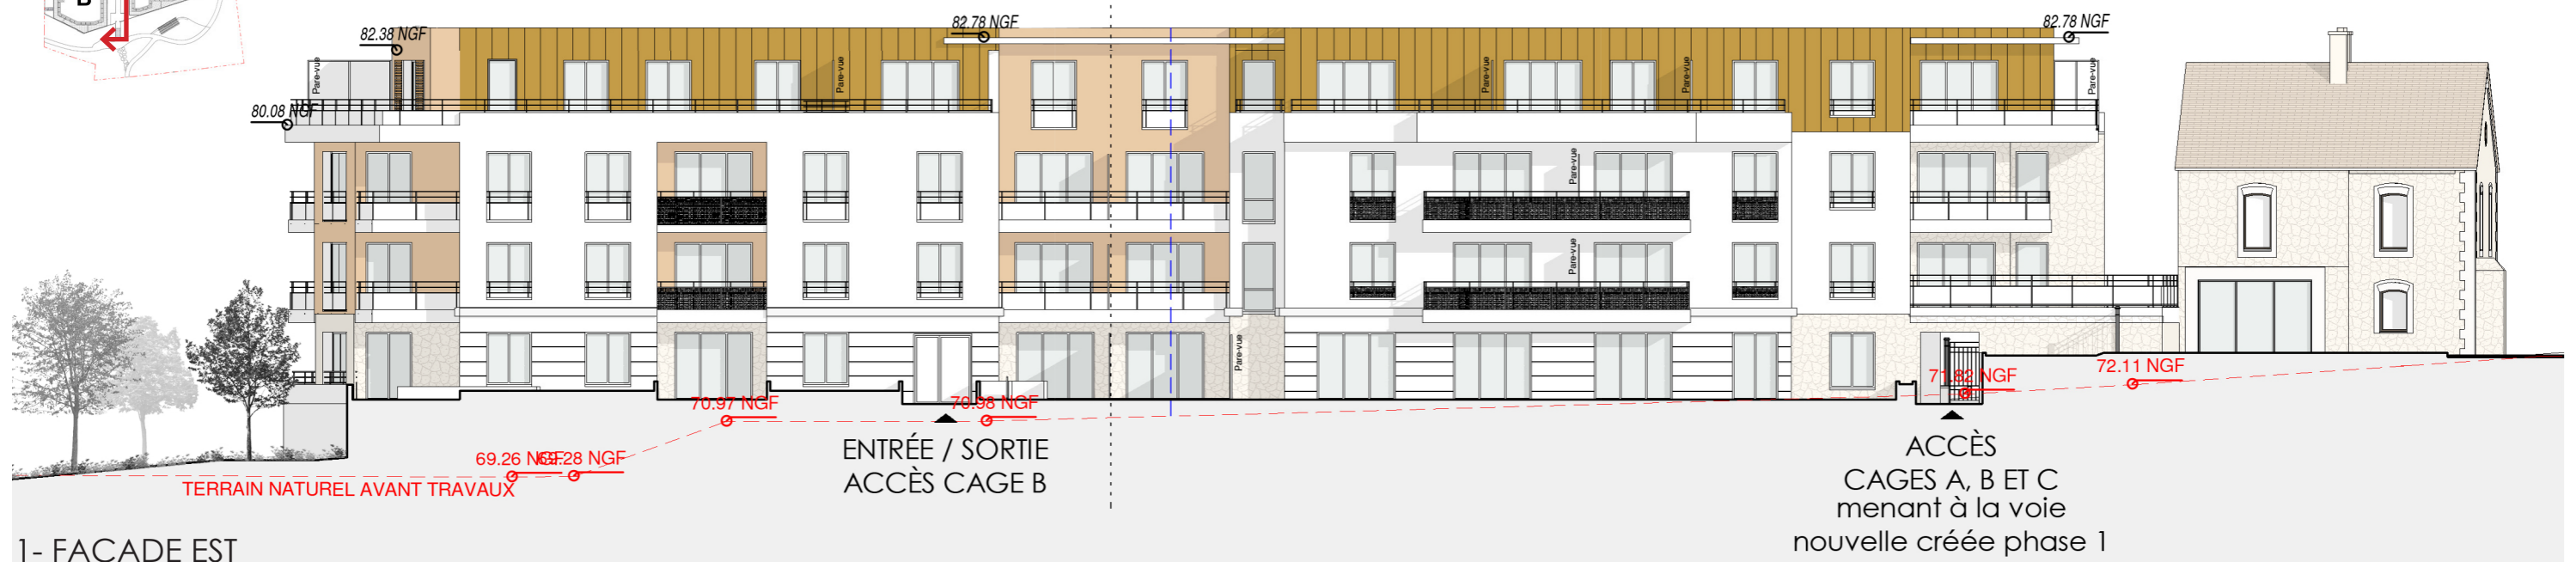 B
82.38 NGF
82.78 NGF
82.78 NGF
80.08 NGF
Pare-vue
Pare-vue
Pare-vue
Pare-vue
Pare-vue
Pare-vue
Pare-vue
Pare-vue
70.97 NGF
70.98 NGF
71.82 NGF
72.11 NGF
69.26 NGF
69.28 NGF
TERRAIN NATUREL AVANT TRAVAUX
ENTRÉE / SORTIE
ACCÈS CAGE B
ACCÈS
CAGES A, B ET C
menant à la voie
nouvelle créée phase 1
1- FACADE EST